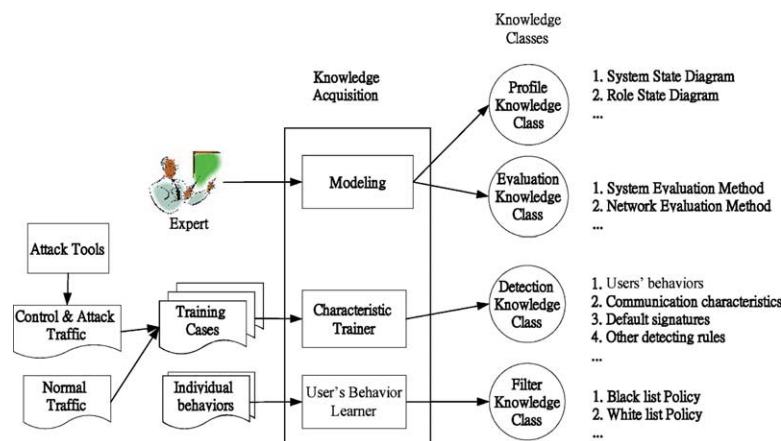 Knowledge
Classes
Knowledge
Acquisition
Profile
Knowledge
Class
1. System State Diagram
2. Role State Diagram
...
Expert
Modeling
Evaluation
Knowledge
Class
1. System Evaluation Method
2. Network Evaluation Method
...
Attack Tools
Control & Attack
Traffic
Training
Cases
Characteristic
Trainer
Detection
Knowledge
Class
1. Users' behaviors
2. Communication characteristics
3. Default signatures
4. Other detecting rules
...
Normal
Traffic
Individual
behaviors
User's Behavior
Learner
Filter
Knowledge
Class
1. Black list Policy
2. White list Policy
...